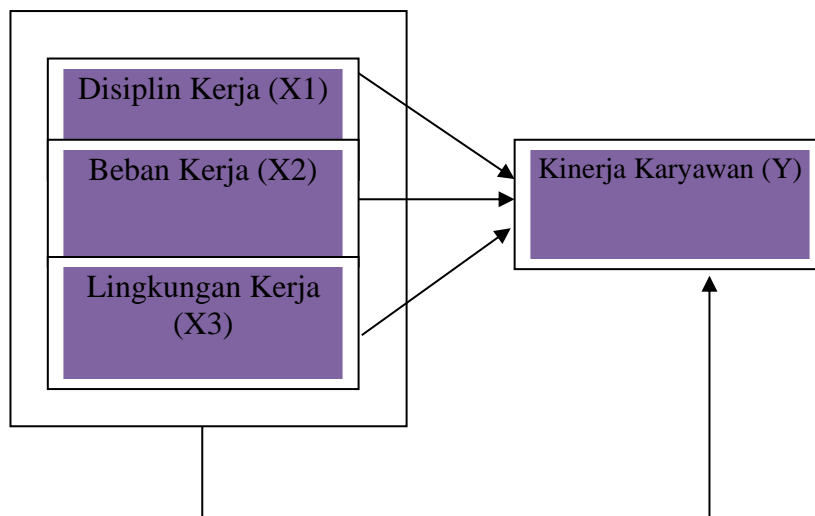 Disiplin Kerja (X1)
Beban Kerja (X2)
Kinerja Karyawan (Y)
Lingkungan Kerja
(X3)